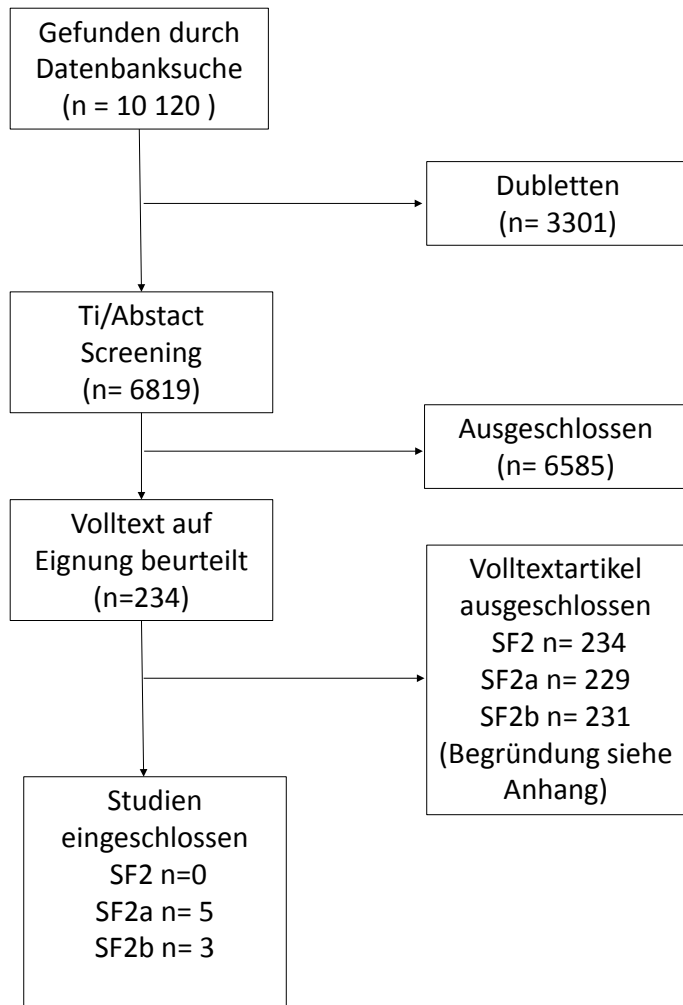 Gefunden durch
Datenbanksuche
(n = 10 120 )
Dubletten
(n= 3301)
Ti/Abstact
Screening
(n= 6819)
Ausgeschlossen
(n= 6585)
Volltext auf
Eignung beurteilt
(n=234)
Volltextartikel
ausgeschlossen
SF2 n= 234
SF2a n= 229
SF2b n= 231
(Begründung siehe
Anhang)
Studien
eingeschlossen
SF2 n=0
SF2a n= 5
SF2b n= 3